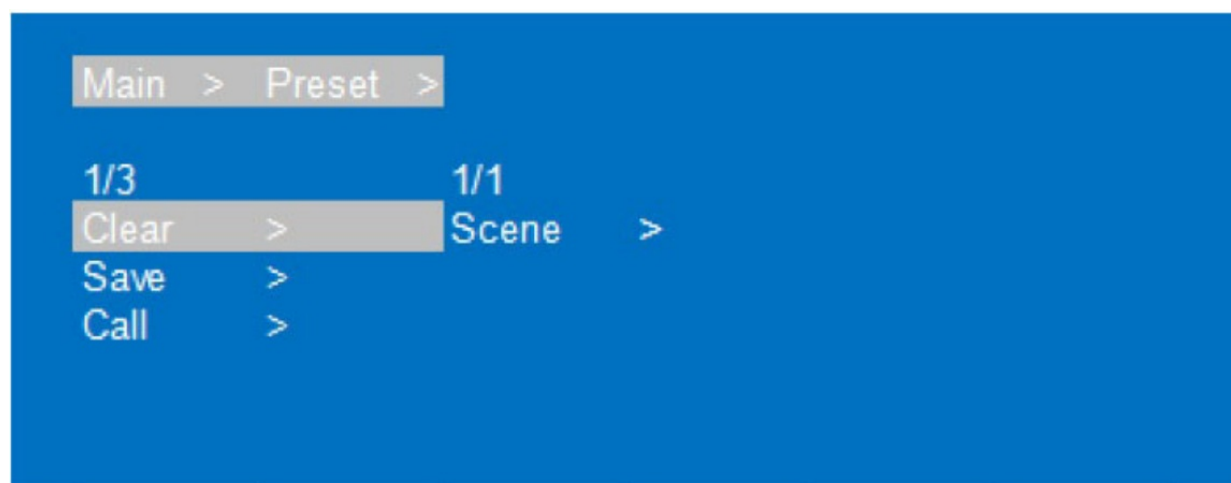 Main > Preset >
1/3 1/1
Clear > Scene >
Save >
Call >